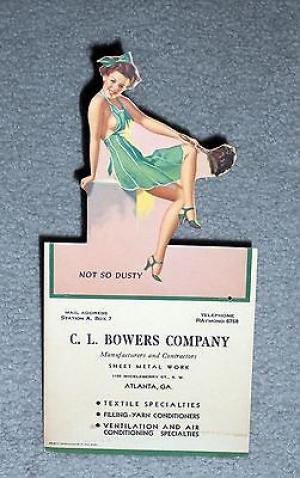 NOT SO DUSTY
MAIL ADDRESS
STATION A, BOX 7
TELEPHONE
RAYMOND 6758
C. L. BOWERS COMPANY
Manufacturers and Contractors
SHEET METAL WORK
ATLANTA, GA.
• TEXTILE SPECIALTIES
• FILLING-YARN CONDITIONERS
• VENTILATION AND AIR
CONDITIONING SPECIALTIES